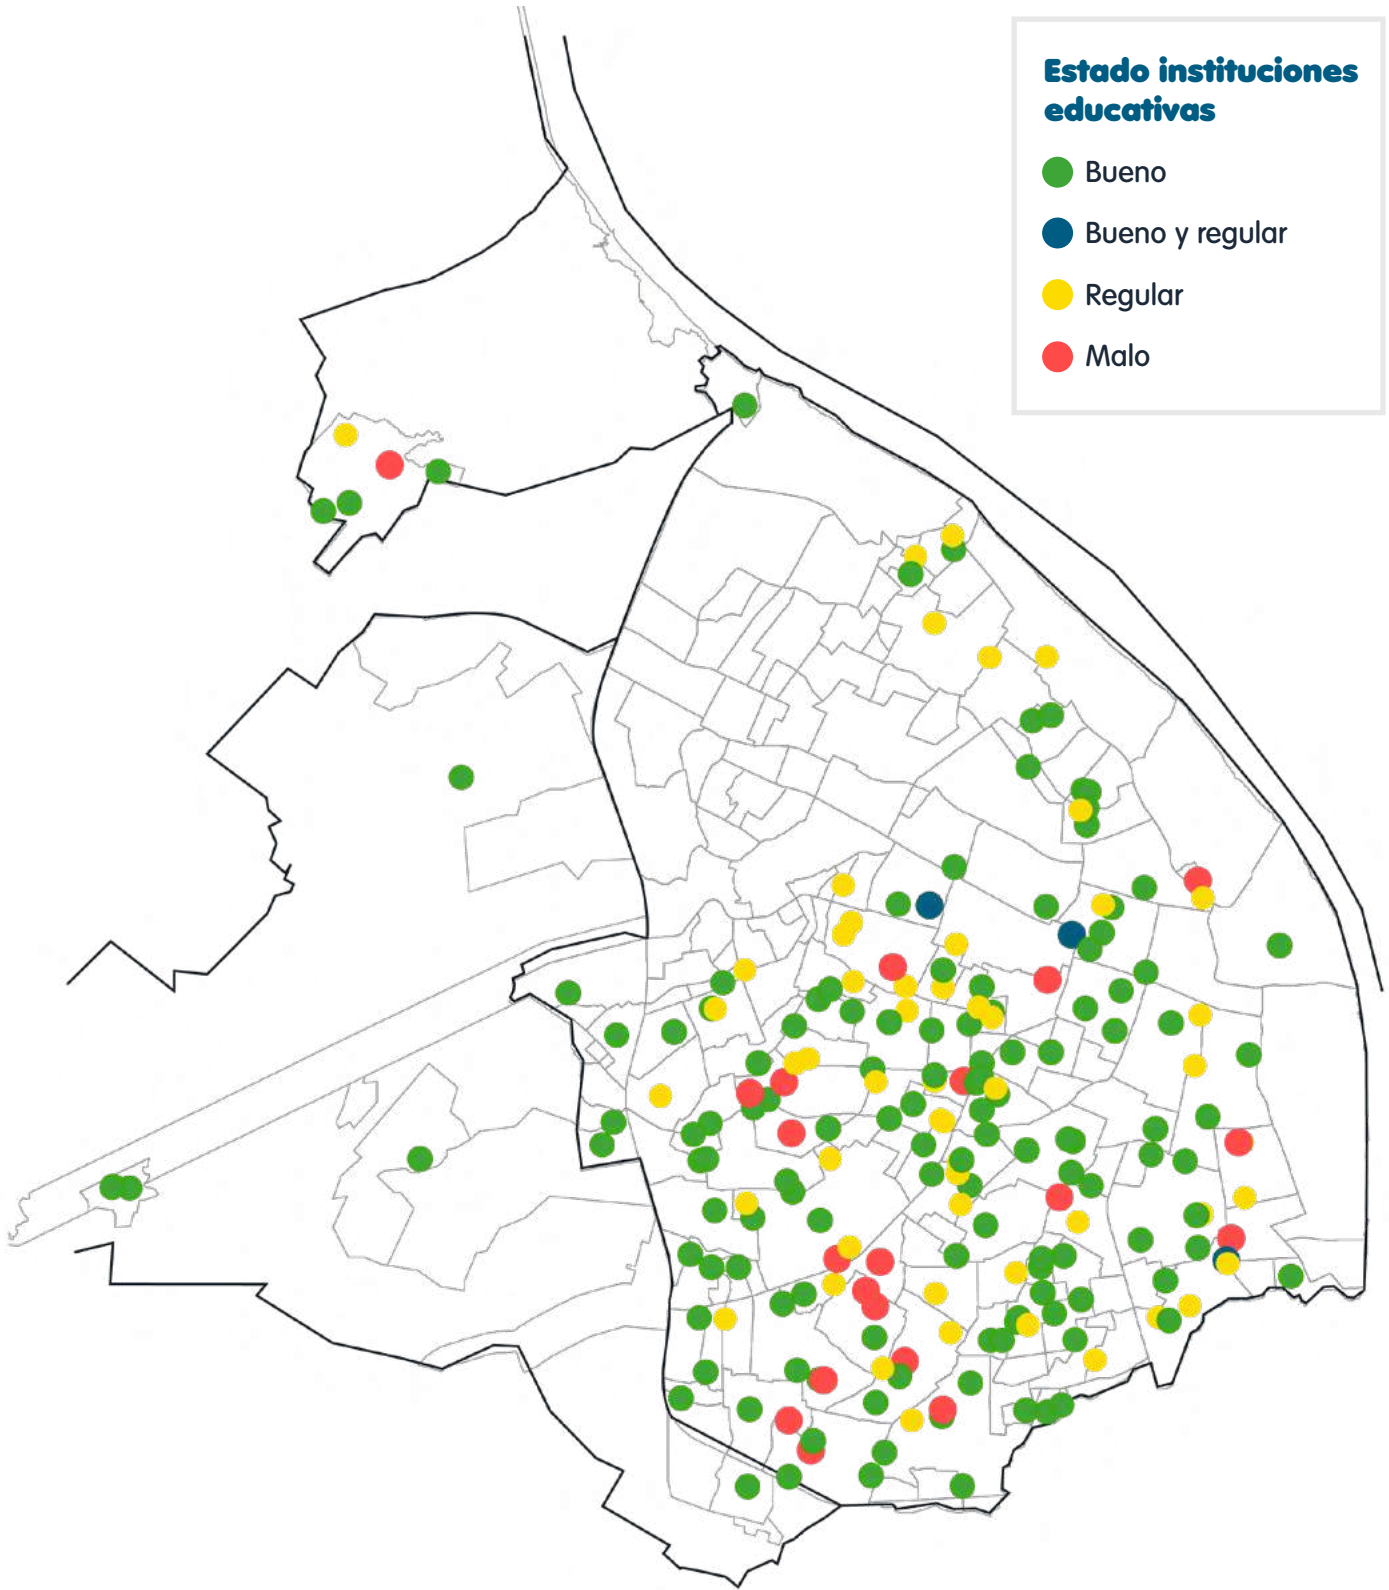 Estado instituciones
educativas
Bueno
Bueno y regular
Regular
Malo